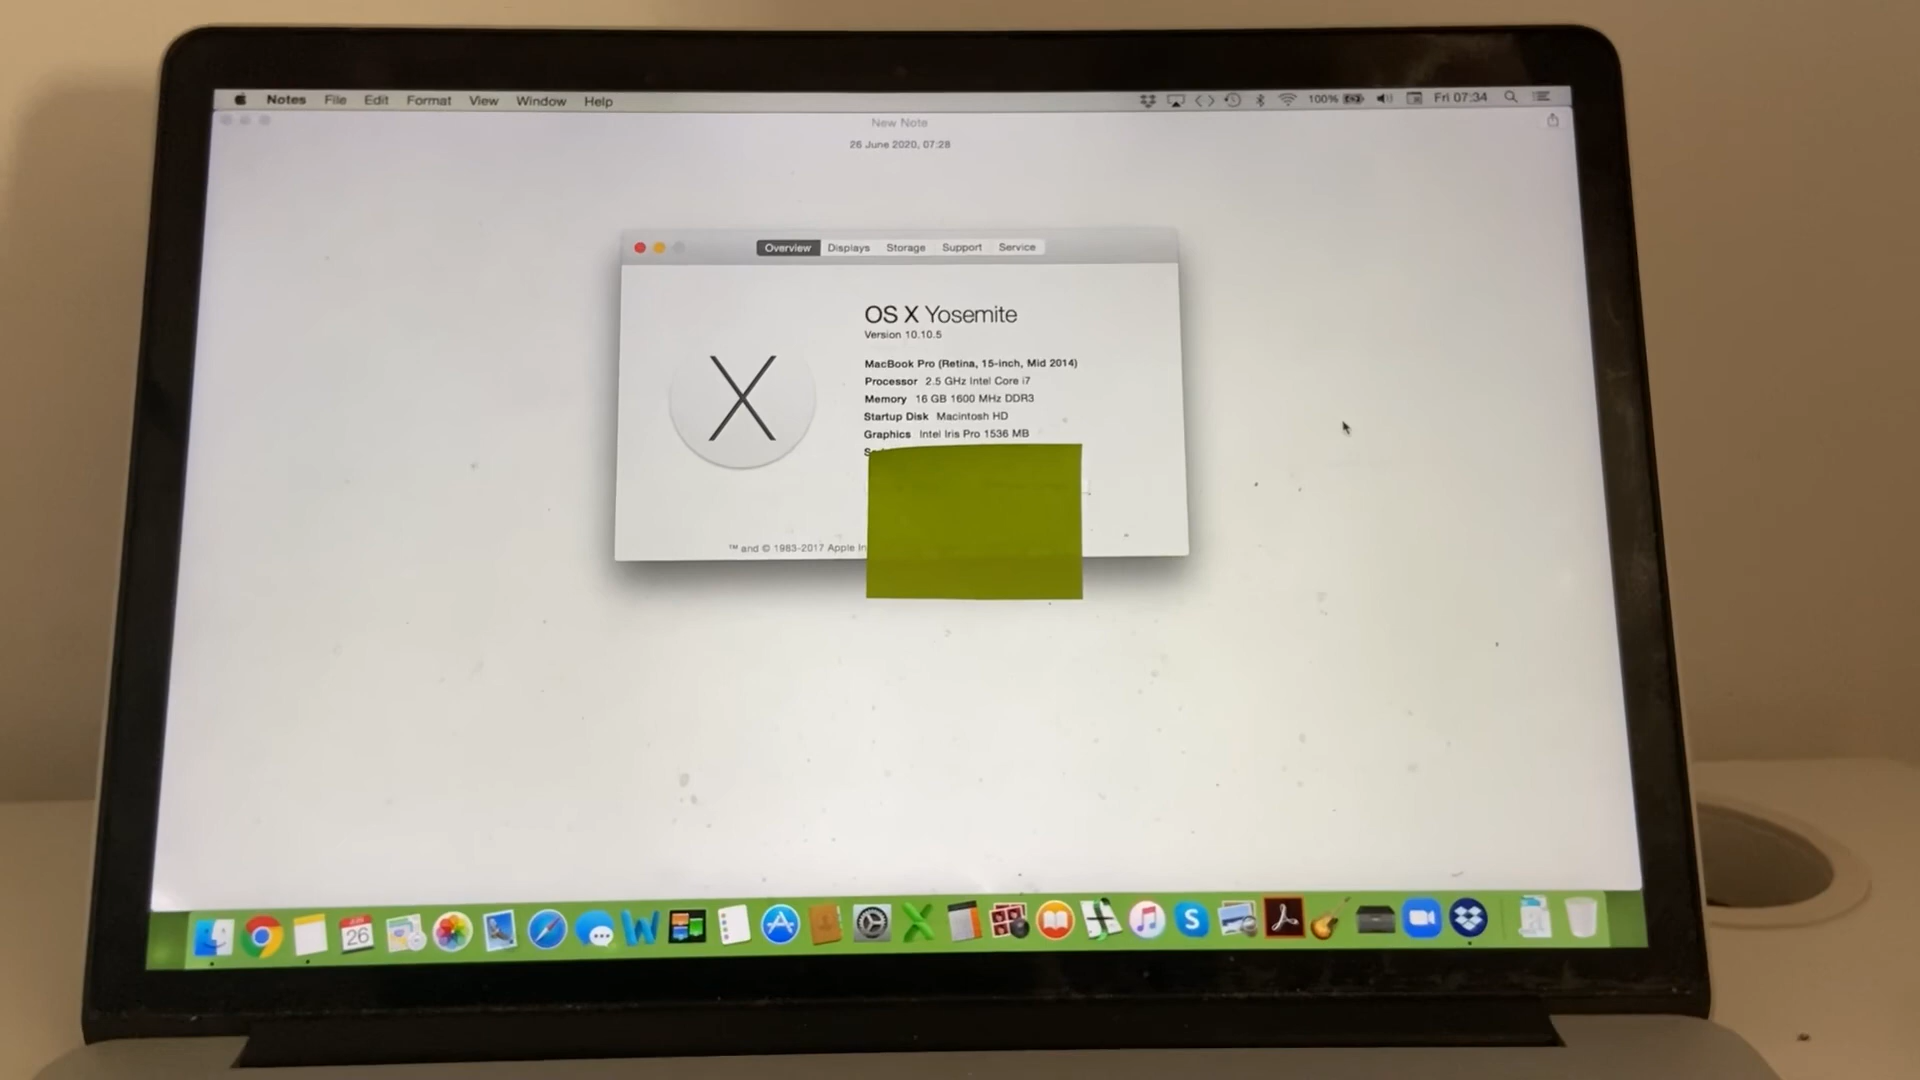 Notes File Edit Format View Window Help 100% Fri 07:34
New Note
26 June 2020, 07:28
Overview Displays Storage Support Service
OS X Yosemite
Version 10.10.5
MacBook Pro (Retina, 15-inch, Mid 2014)
Processor 2.5 GHz Intel Core i7
Memory 16 GB 1600 MHz DDR3
Startup Disk Macintosh HD
Graphics Intel Iris Pro 1536 MB
™ and © 1983-2017 Apple In
26